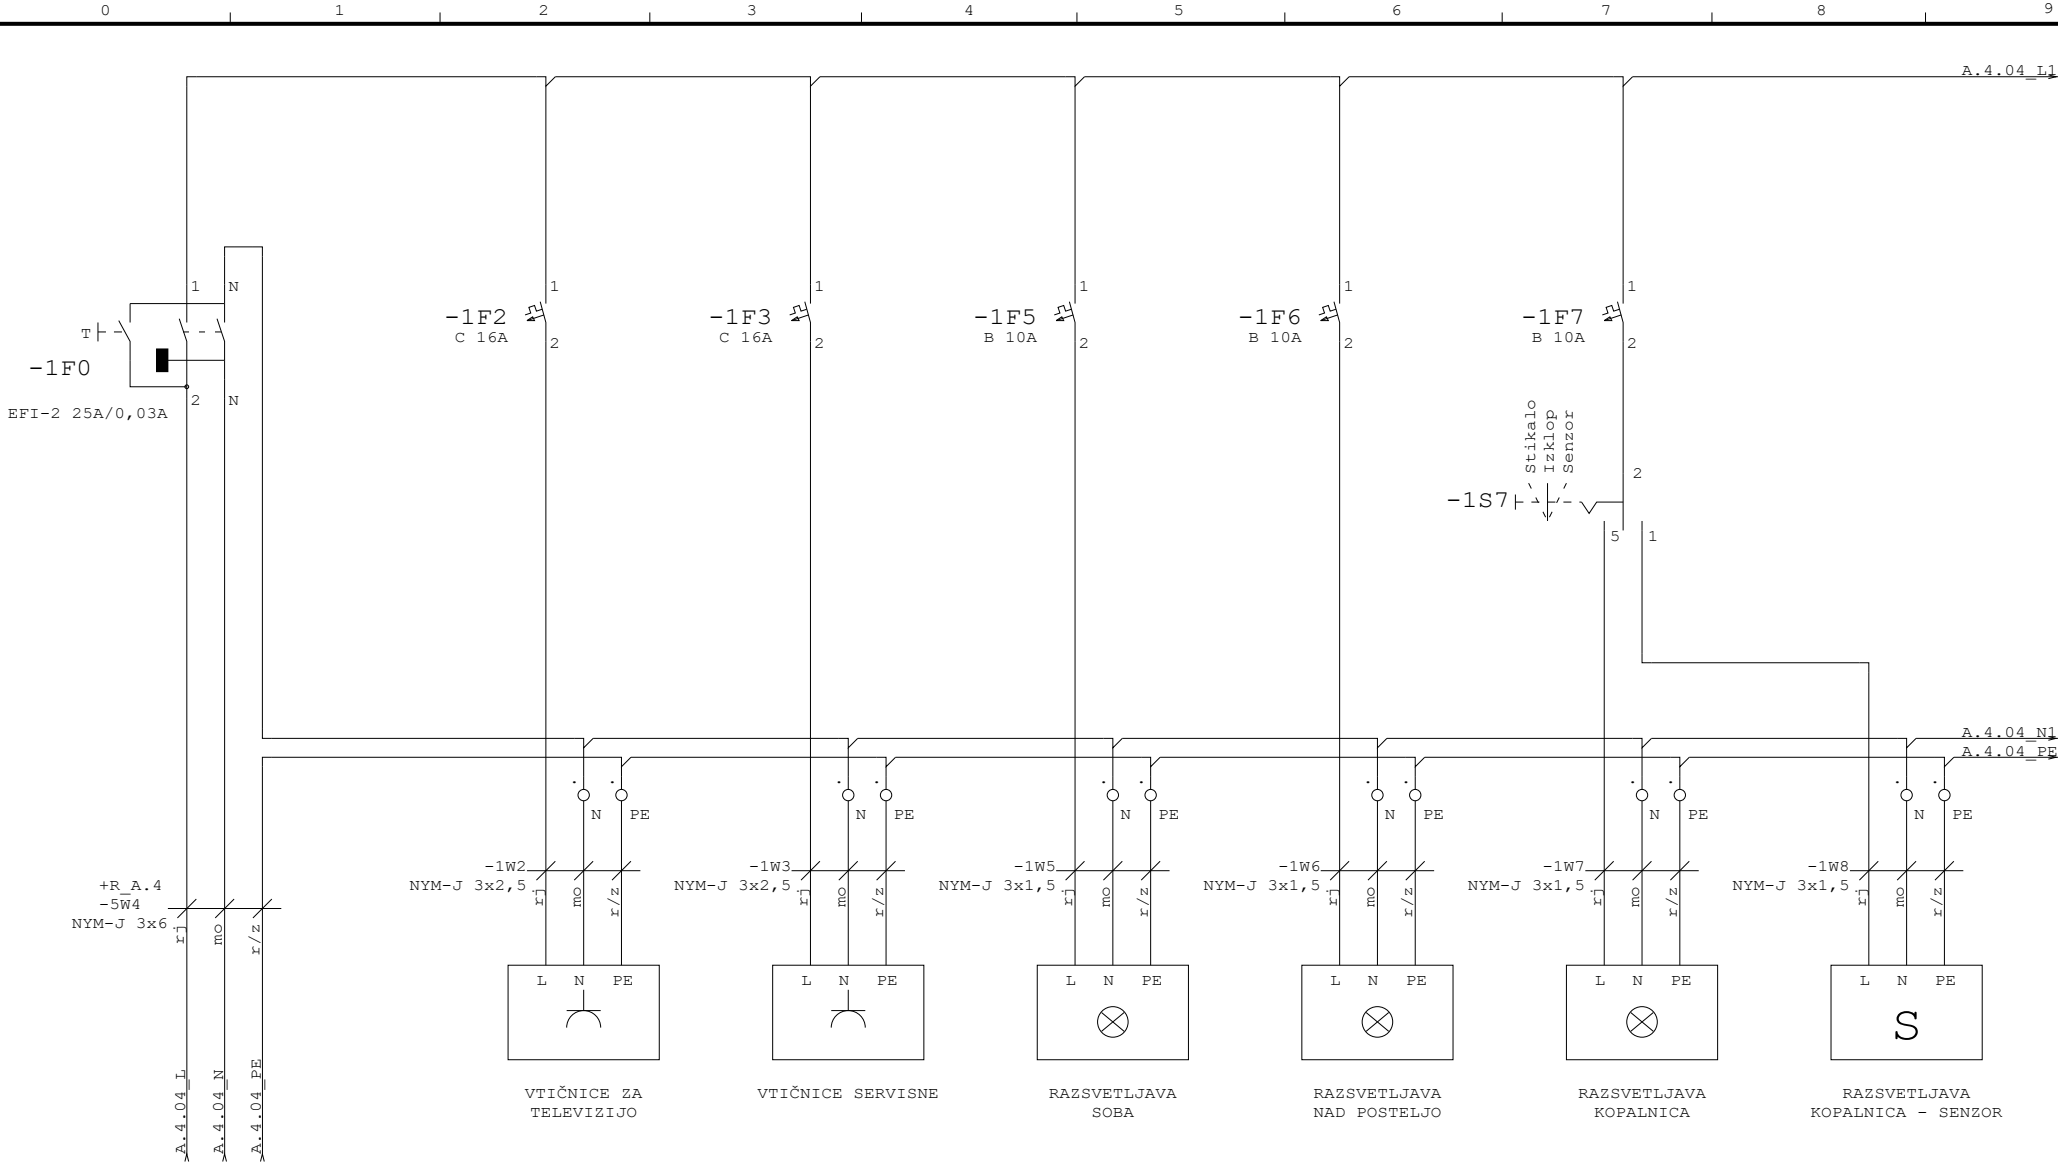 0 1 2 3 4 5 6 7 8 9
A.4.04_L1
1 N 1 1 1 1 1
T
-1F0
2 N
EFI-2 25A/0,03A
-1F2
C 16A
2
-1F3
C 16A
2
-1F5
B 10A
2
-1F6
B 10A
2
-1F7
B 10A
2
Stikalo
Izklop
Senzor
2
-1S7
5 1
A.4.04_N1
A.4.04_PE
N PE N PE N PE N PE N PE N PE
+R_A.4
-5W4
NYM-J 3x6
rj mo r/z
-1W2
NYM-J 3x2,5
rj mo r/z
-1W3
NYM-J 3x2,5
rj mo r/z
-1W5
NYM-J 3x1,5
rj mo r/z
-1W6
NYM-J 3x1,5
rj mo r/z
-1W7
NYM-J 3x1,5
rj mo r/z
-1W8
NYM-J 3x1,5
rj mo r/z
L N PE L N PE L N PE L N PE L N PE L N PE
S
A.4.04_L
A.4.04_N
A.4.04_PE
VTIČNICE ZA
TELEVIZIJO
VTIČNICE SERVISNE
RAZSVETLJAVA
SOBA
RAZSVETLJAVA
NAD POSTELJO
RAZSVETLJAVA
KOPALNICA
RAZSVETLJAVA
KOPALNICA - SENZOR